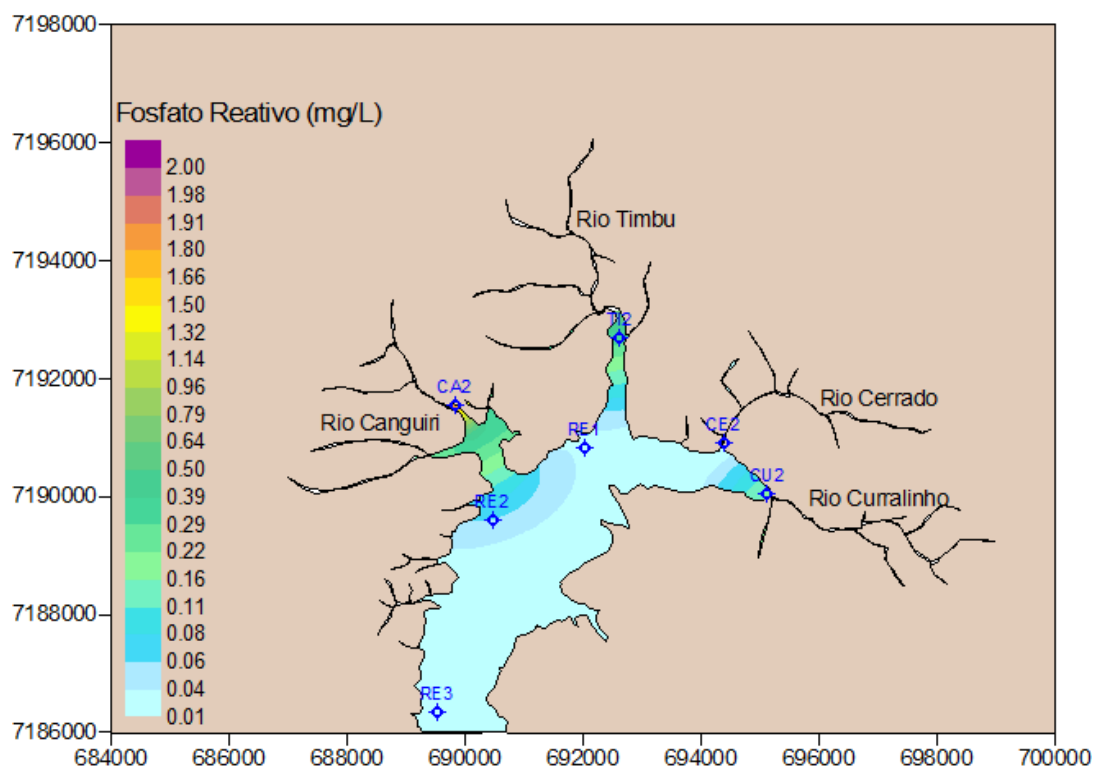 7198000
Fosfato Reativo (mg/L)
7196000
2.00
1.98
1.91
1.80
1.66
1.50
1.32
1.14
0.96
0.79
0.64
0.50
0.39
0.29
0.22
0.16
0.11
0.08
0.06
0.04
0.01
Rio Timbu
7194000
TI2
7192000
CA2
Rio Canguiri
RE1
CE2
Rio Cerrado
CU2
7190000
RE2
Rio Curralinho
7188000
RE3
7186000
684000 686000 688000 690000 692000 694000 696000 698000 700000